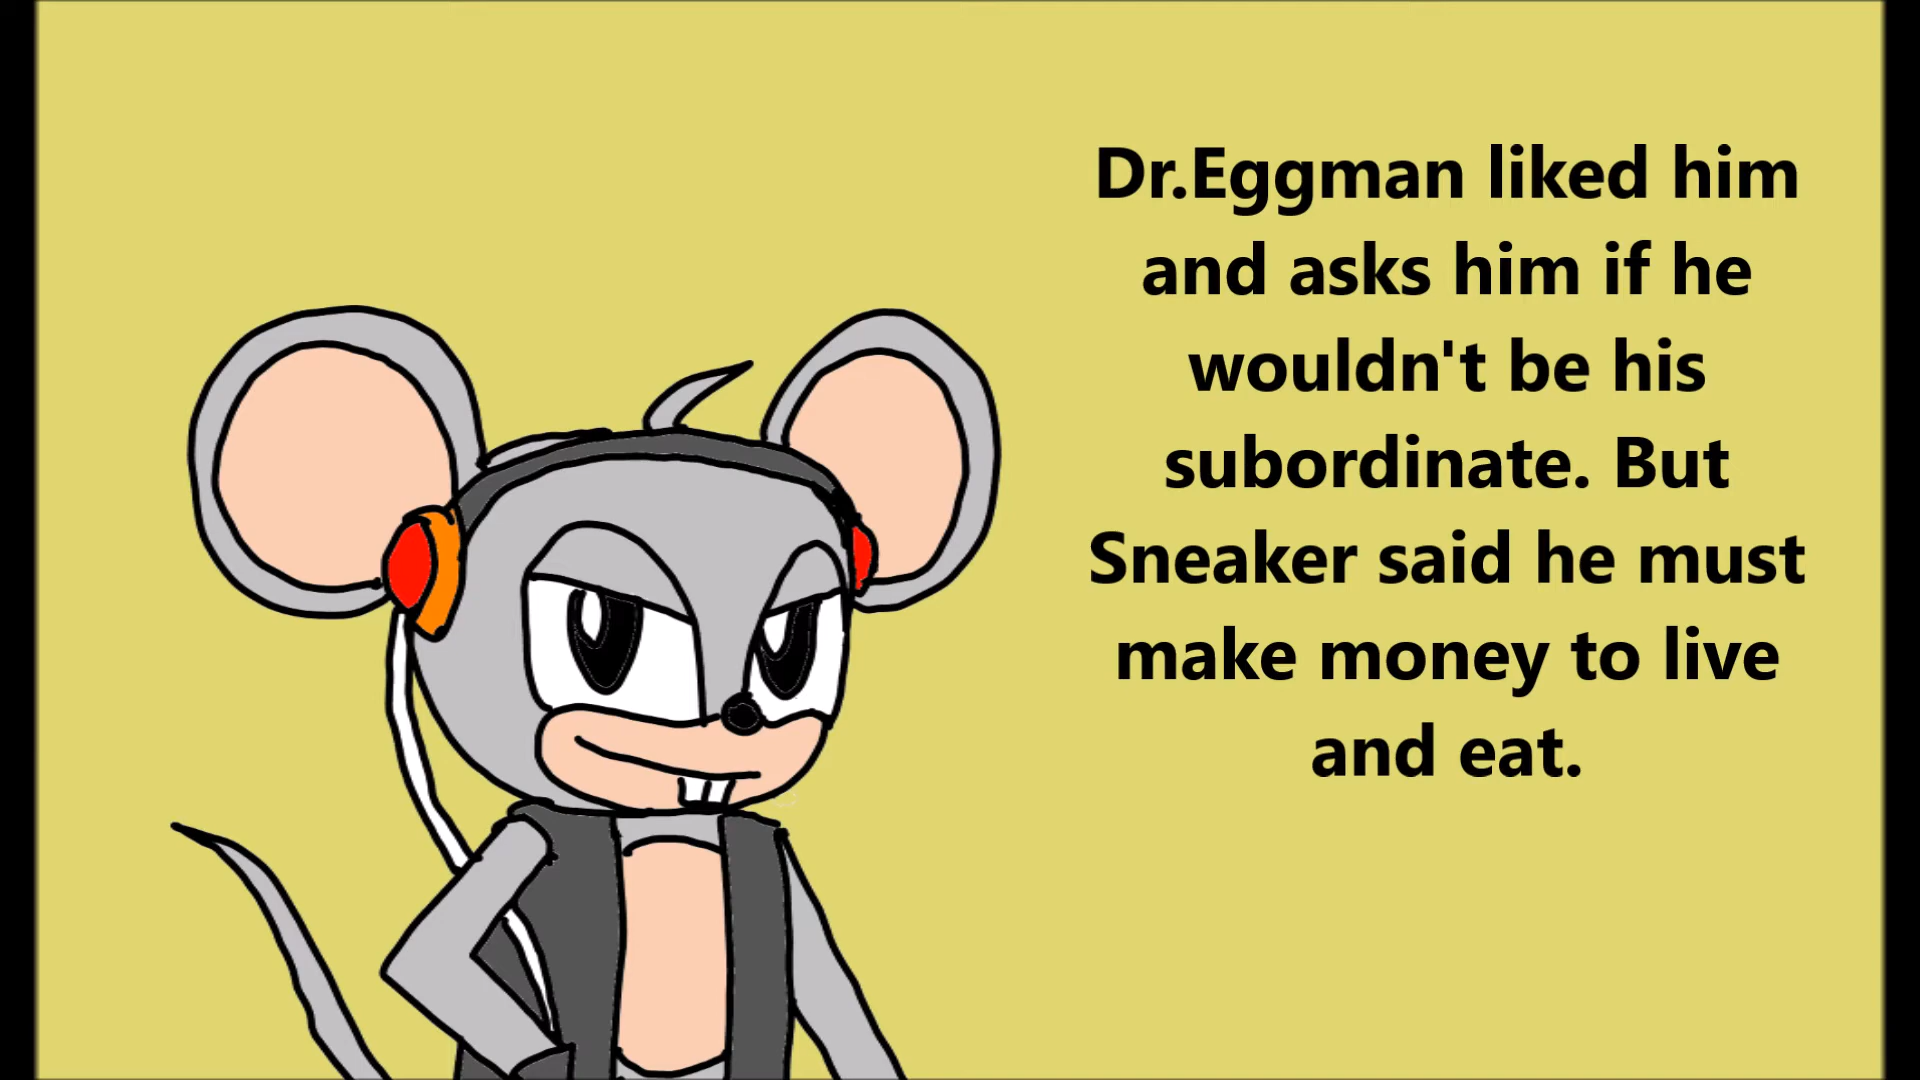 Dr.Eggman liked him
and asks him if he
wouldn't be his
subordinate. But
Sneaker said he must
make money to live
and eat.